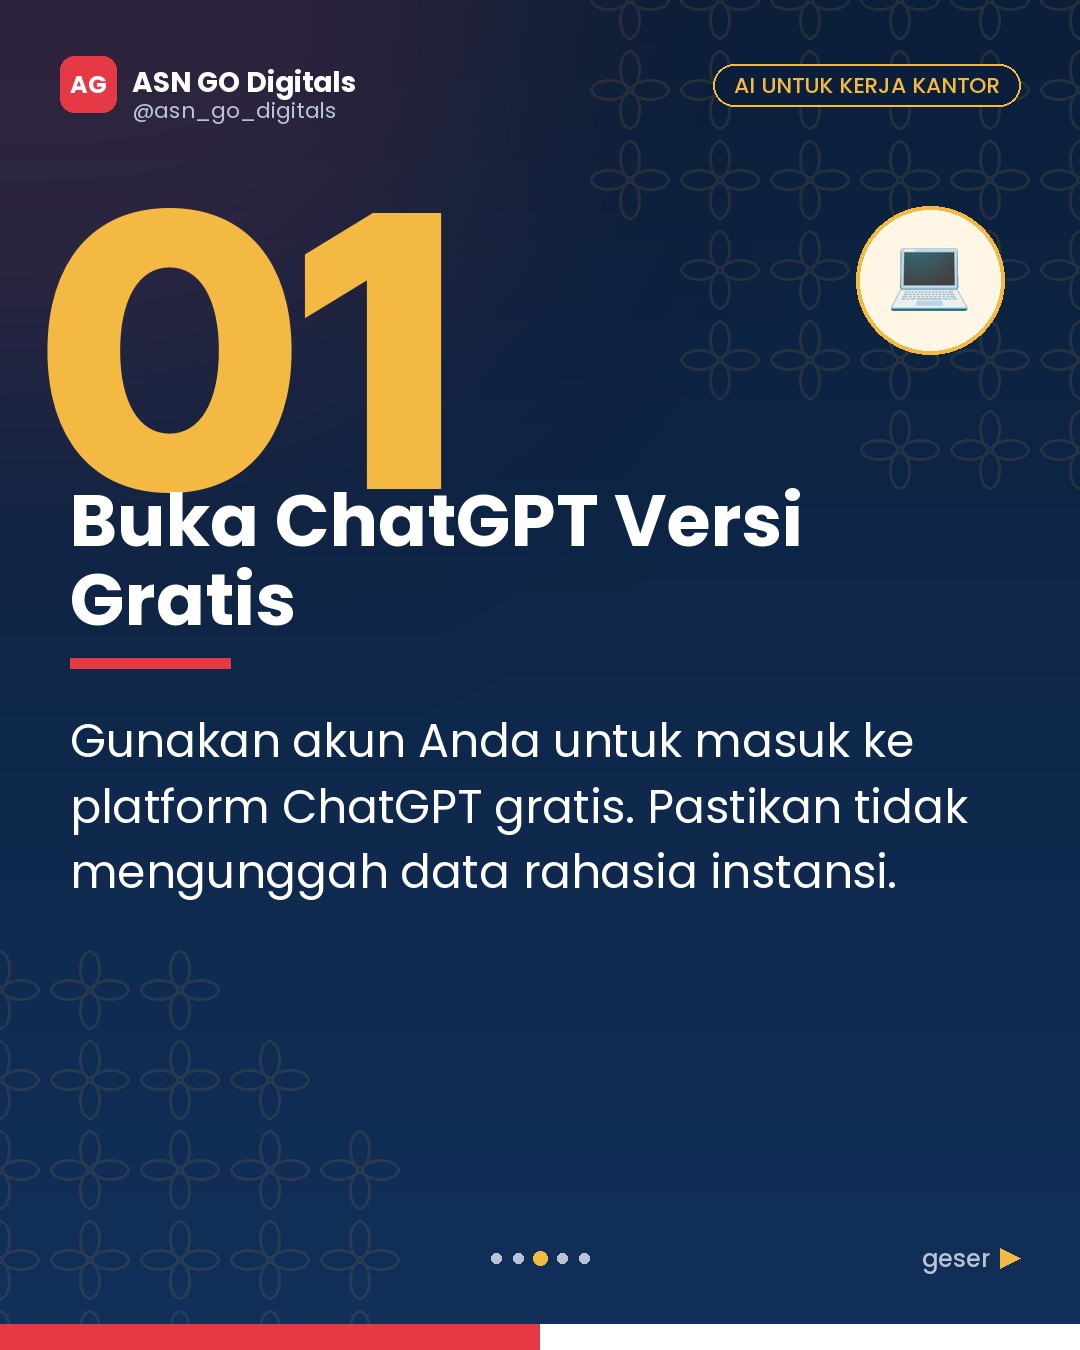 AG
ASN GO Digitals
@asn_go_digitals
AI UNTUK KERJA KANTOR
01
Buka ChatGPT Versi
Gratis
Gunakan akun Anda untuk masuk ke
platform ChatGPT gratis. Pastikan tidak
mengunggah data rahasia instansi.
geser